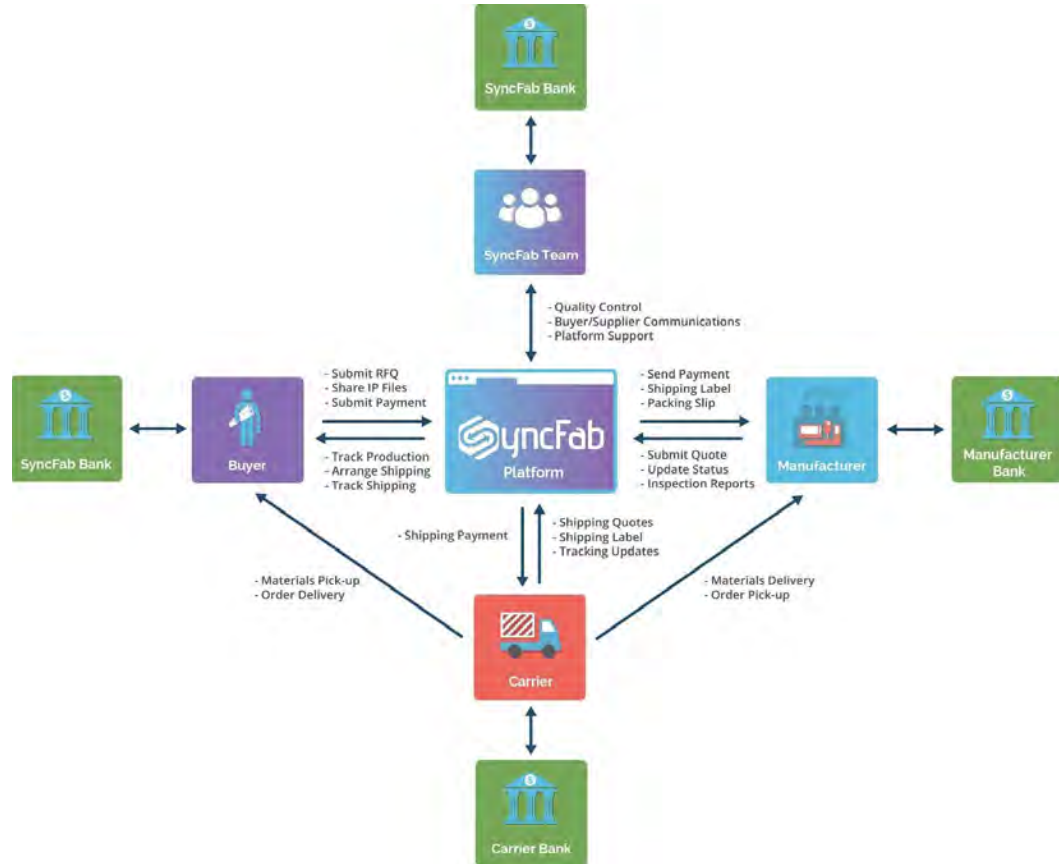 SyncFab Bank
SyncFab Team
- Quality Control
- Buyer/Supplier Communications
- Platform Support
- Submit RFQ
- Share IP Files
- Submit Payment
- Send Payment
- Shipping Label
- Packing Slip
SyncFab Bank
Buyer
SyncFab
Platform
Manufacturer
Manufacturer
Bank
- Track Production
- Arrange Shipping
- Track Shipping
- Submit Quote
- Update Status
- Inspection Reports
- Shipping Payment
- Shipping Quotes
- Shipping Label
- Tracking Updates
- Materials Pick-up
- Order Delivery
- Materials Delivery
- Order Pick-up
Carrier
Carrier Bank